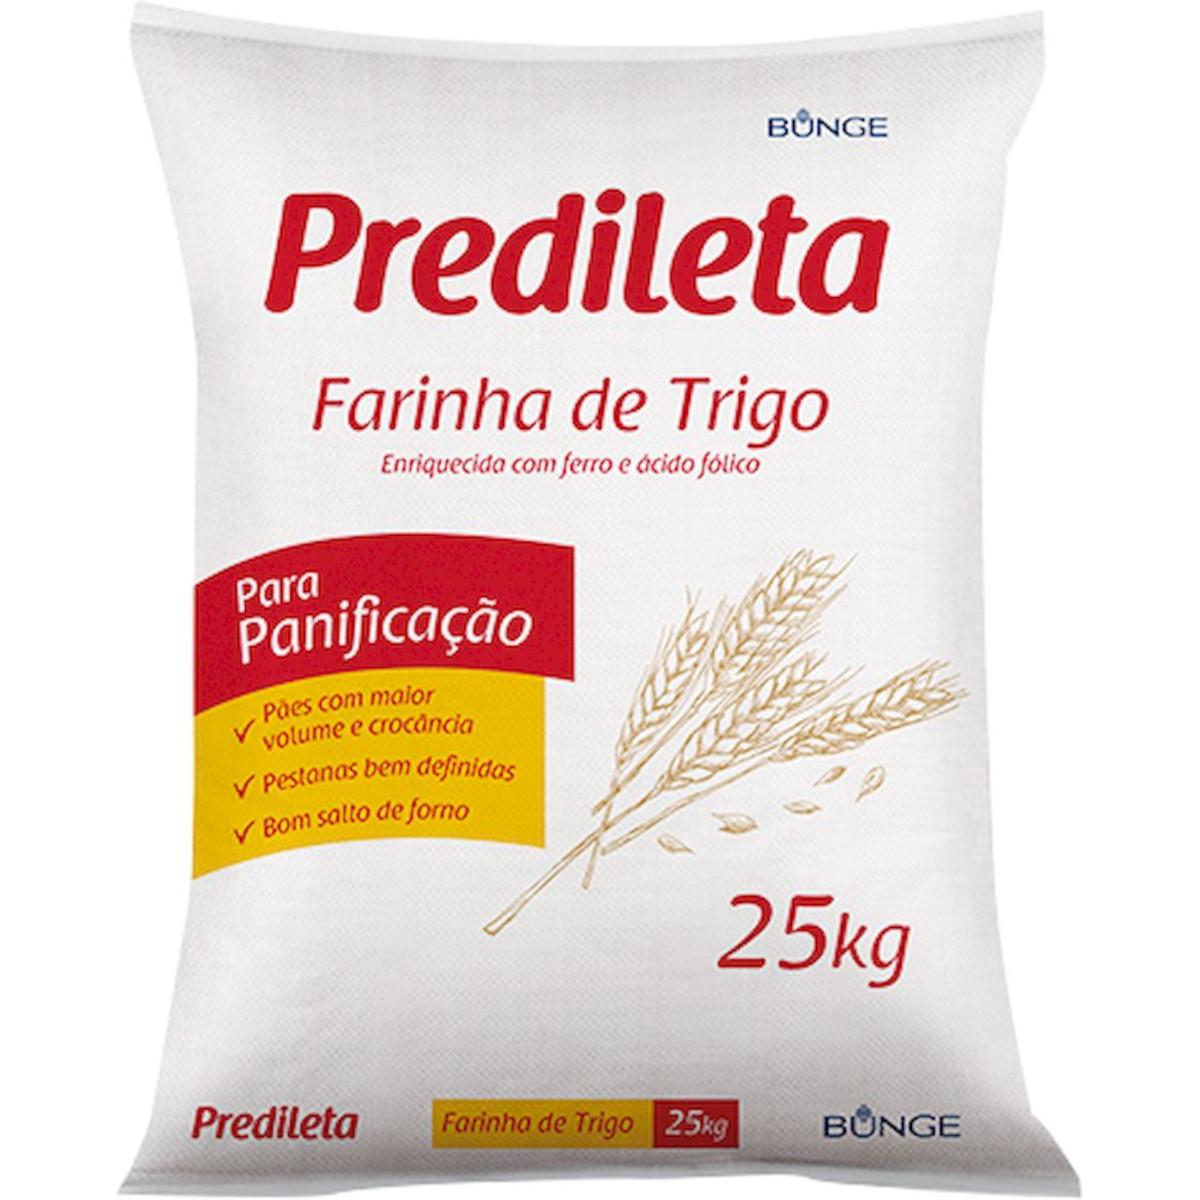 BUNGE
Predileta
Farinha de Trigo
Enriquecida com ferro e ácido fólico
Para
Panificação
Pães com maior
volume e crocância
Pestanas bem definidas
Bom salto de forno
25kg
Predileta
Farinha de Trigo 25kg
BUNGE